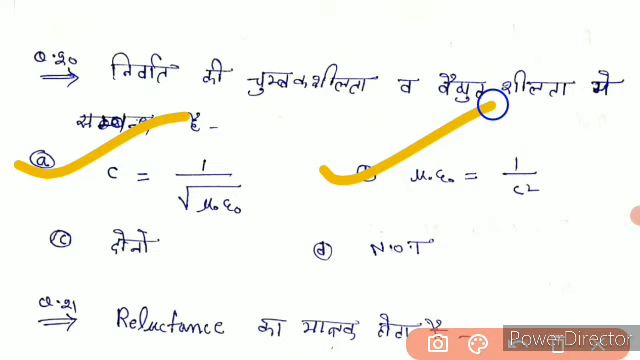 Q.20 निर्वात की चुम्बकशीलता व वैद्युतशीलता मे
सम्बन्ध है -
(a) C = 1/√μ₀ε₀
μ₀ε₀ = 1/C²
(c) दोनों (d) N.O.T
Q.21 Reluctance का मात्रक होता है -
PowerDirector